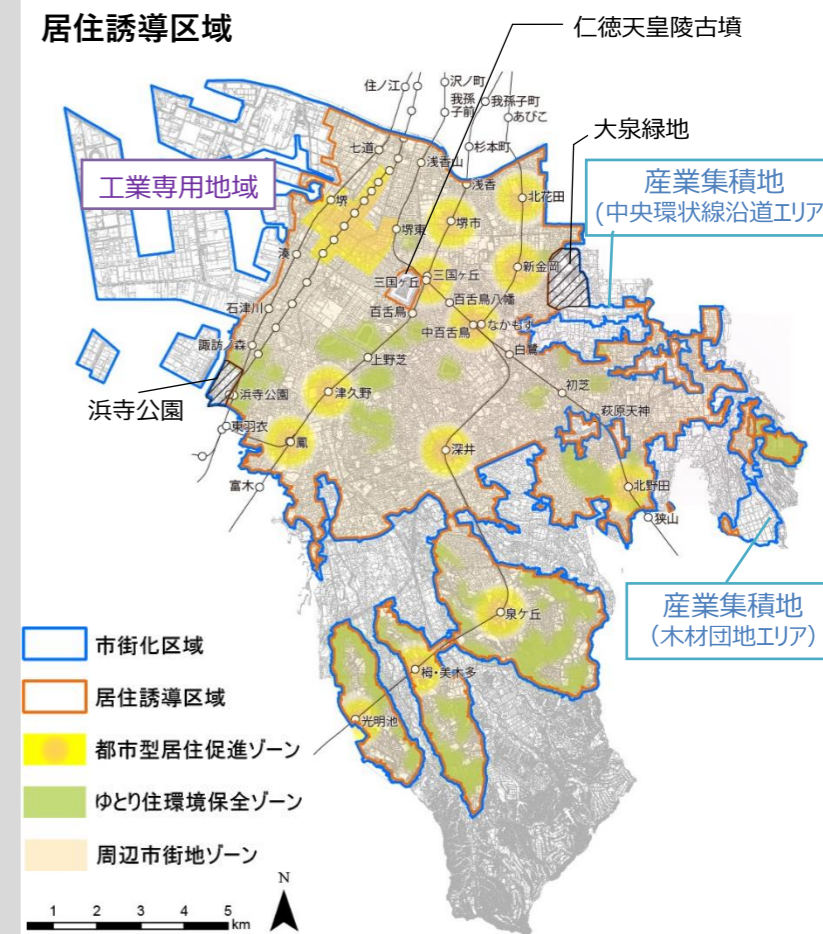 居住誘導区域
仁徳天皇陵古墳
大泉緑地
工業専用地域
産業集積地
(中央環状線沿道エリア
住ノ江
沢ノ町
我孫子前
我孫子町
あびこ
杉本町
七道
浅香山
浅香
北花田
堺
堺市
堺東
湊
新金岡
三国ケ丘
三国ケ丘
百舌鳥八幡
石津川
百舌鳥
中百舌鳥
なかもず
白鷺
諏訪ノ森
上野芝
浜寺公園
浜寺公園
津久野
初芝
萩原天神
東羽衣
鳳
深井
富木
北野田
狭山
産業集積地
(木材団地エリア)
泉ケ丘
栂・美木多
光明池
市街化区域
居住誘導区域
都市型居住促進ゾーン
ゆとり住環境保全ゾーン
周辺市街地ゾーン
N
1 2 3 4 5
km